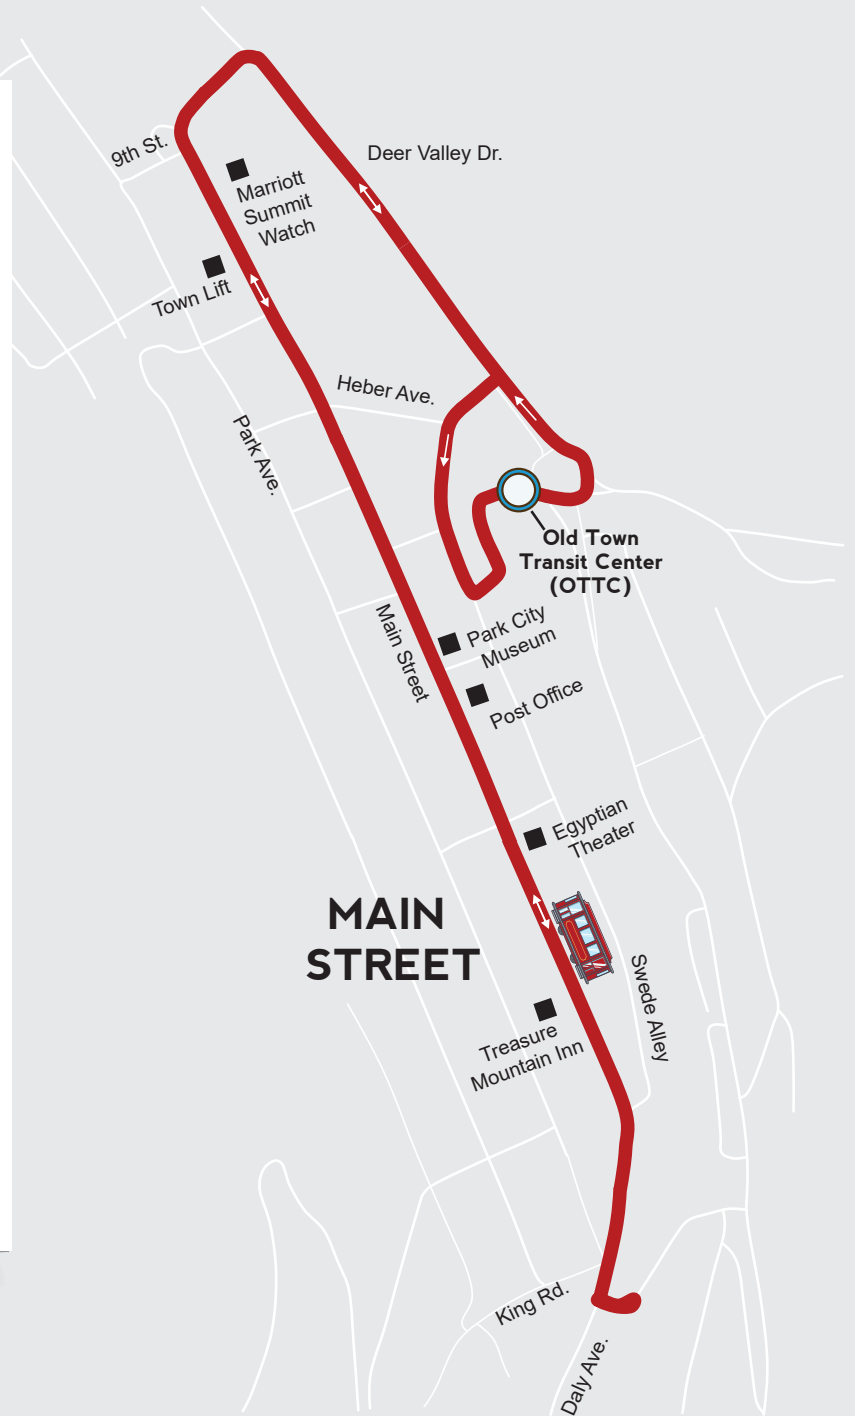 9th St.
Deer Valley Dr.
Marriott
Summit
Watch
Town Lift
Heber Ave.
Park Ave.
Old Town
Transit Center
(OTTC)
Main Street
Park City
Museum
Post Office
Egyptian
Theater
MAIN
STREET
Swede Alley
Treasure
Mountain Inn
King Rd.
Daly Ave.